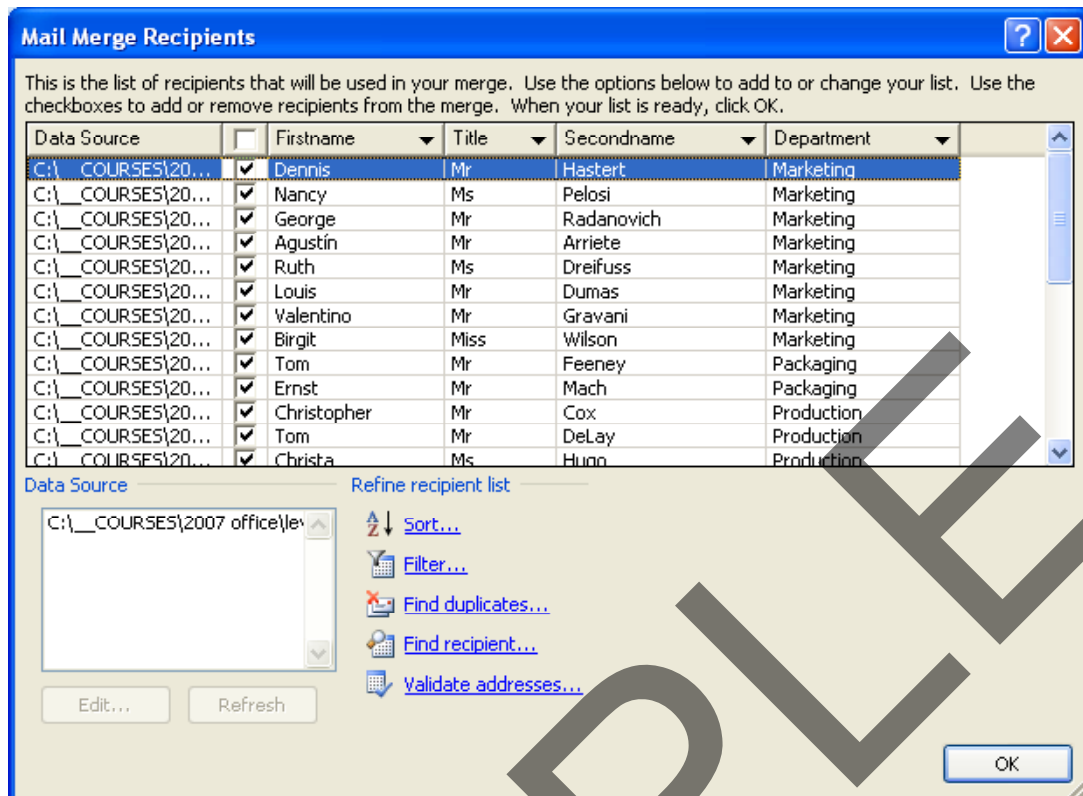 Mail Merge Recipients
This is the list of recipients that will be used in your merge. Use the options below to add to or change your list. Use the
checkboxes to add or remove recipients from the merge. When your list is ready, click OK.
Data Source Firstname Title Secondname Department
C:\__COURSES\20... Dennis Mr Hastert Marketing
C:\__COURSES\20... Nancy Ms Pelosi Marketing
C:\__COURSES\20... George Mr Radanovich Marketing
C:\__COURSES\20... Agustín Mr Arriete Marketing
C:\__COURSES\20... Ruth Ms Dreifuss Marketing
C:\__COURSES\20... Louis Mr Dumas Marketing
C:\__COURSES\20... Valentino Mr Gravani Marketing
C:\__COURSES\20... Birgit Miss Wilson Marketing
C:\__COURSES\20... Tom Mr Feeney Packaging
C:\__COURSES\20... Ernst Mr Mach Packaging
C:\__COURSES\20... Christopher Mr Cox Production
C:\__COURSES\20... Tom Mr DeLay Production
C:\__COURSES\20... Christa Ms Hugo Production
Data Source Refine recipient list
C:\__COURSES\2007 office\lev
Sort...
Filter...
Find duplicates...
Find recipient...
Validate addresses...
Edit... Refresh
OK
PLE